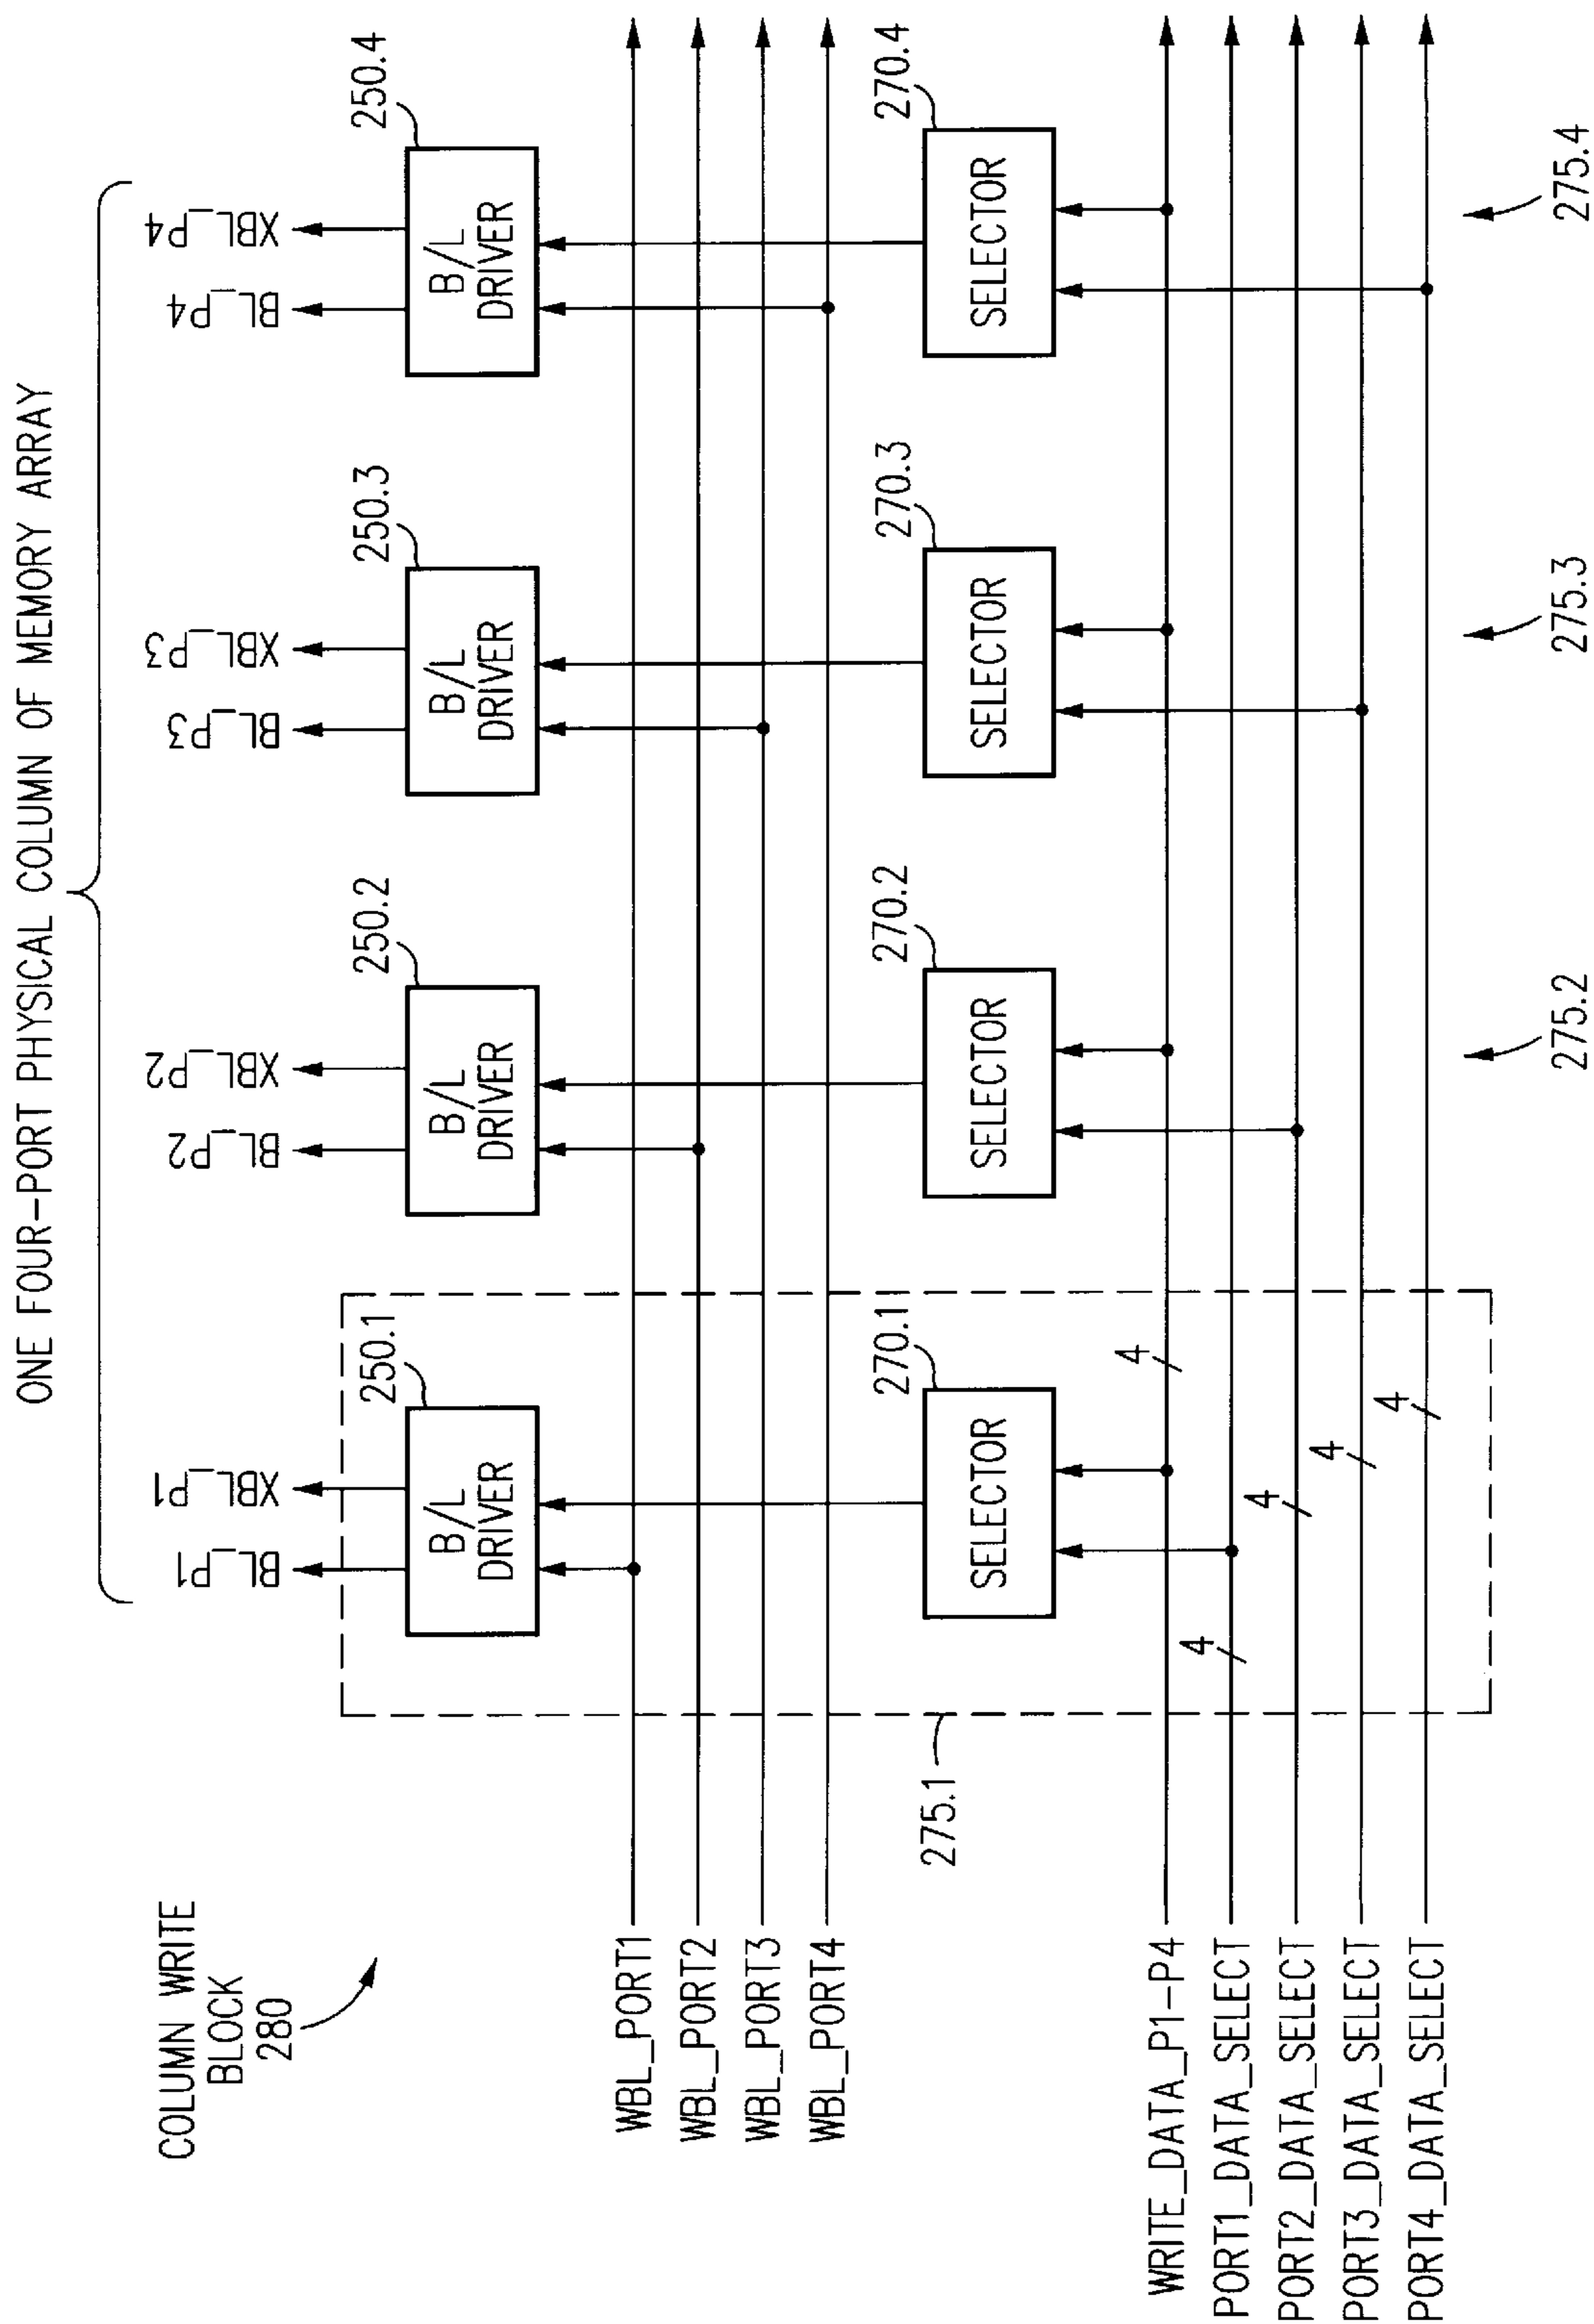 ONE FOUR-PORT PHYSICAL COLUMN OF MEMORY ARRAY
COLUMN WRITE
BLOCK
280
BL_P1
XBL_P1
BL_P2
XBL_P2
BL_P3
XBL_P3
BL_P4
XBL_P4
250.1
250.2
250.3
250.4
B/L
DRIVER
B/L
DRIVER
B/L
DRIVER
B/L
DRIVER
WBL_PORT1
WBL_PORT2
WBL_PORT3
WBL_PORT4
275.1
270.1
270.2
270.3
270.4
SELECTOR
SELECTOR
SELECTOR
SELECTOR
WRITE_DATA_P1-P4
4
PORT1_DATA_SELECT
4
PORT2_DATA_SELECT
4
PORT3_DATA_SELECT
4
PORT4_DATA_SELECT
4
275.2
275.3
275.4